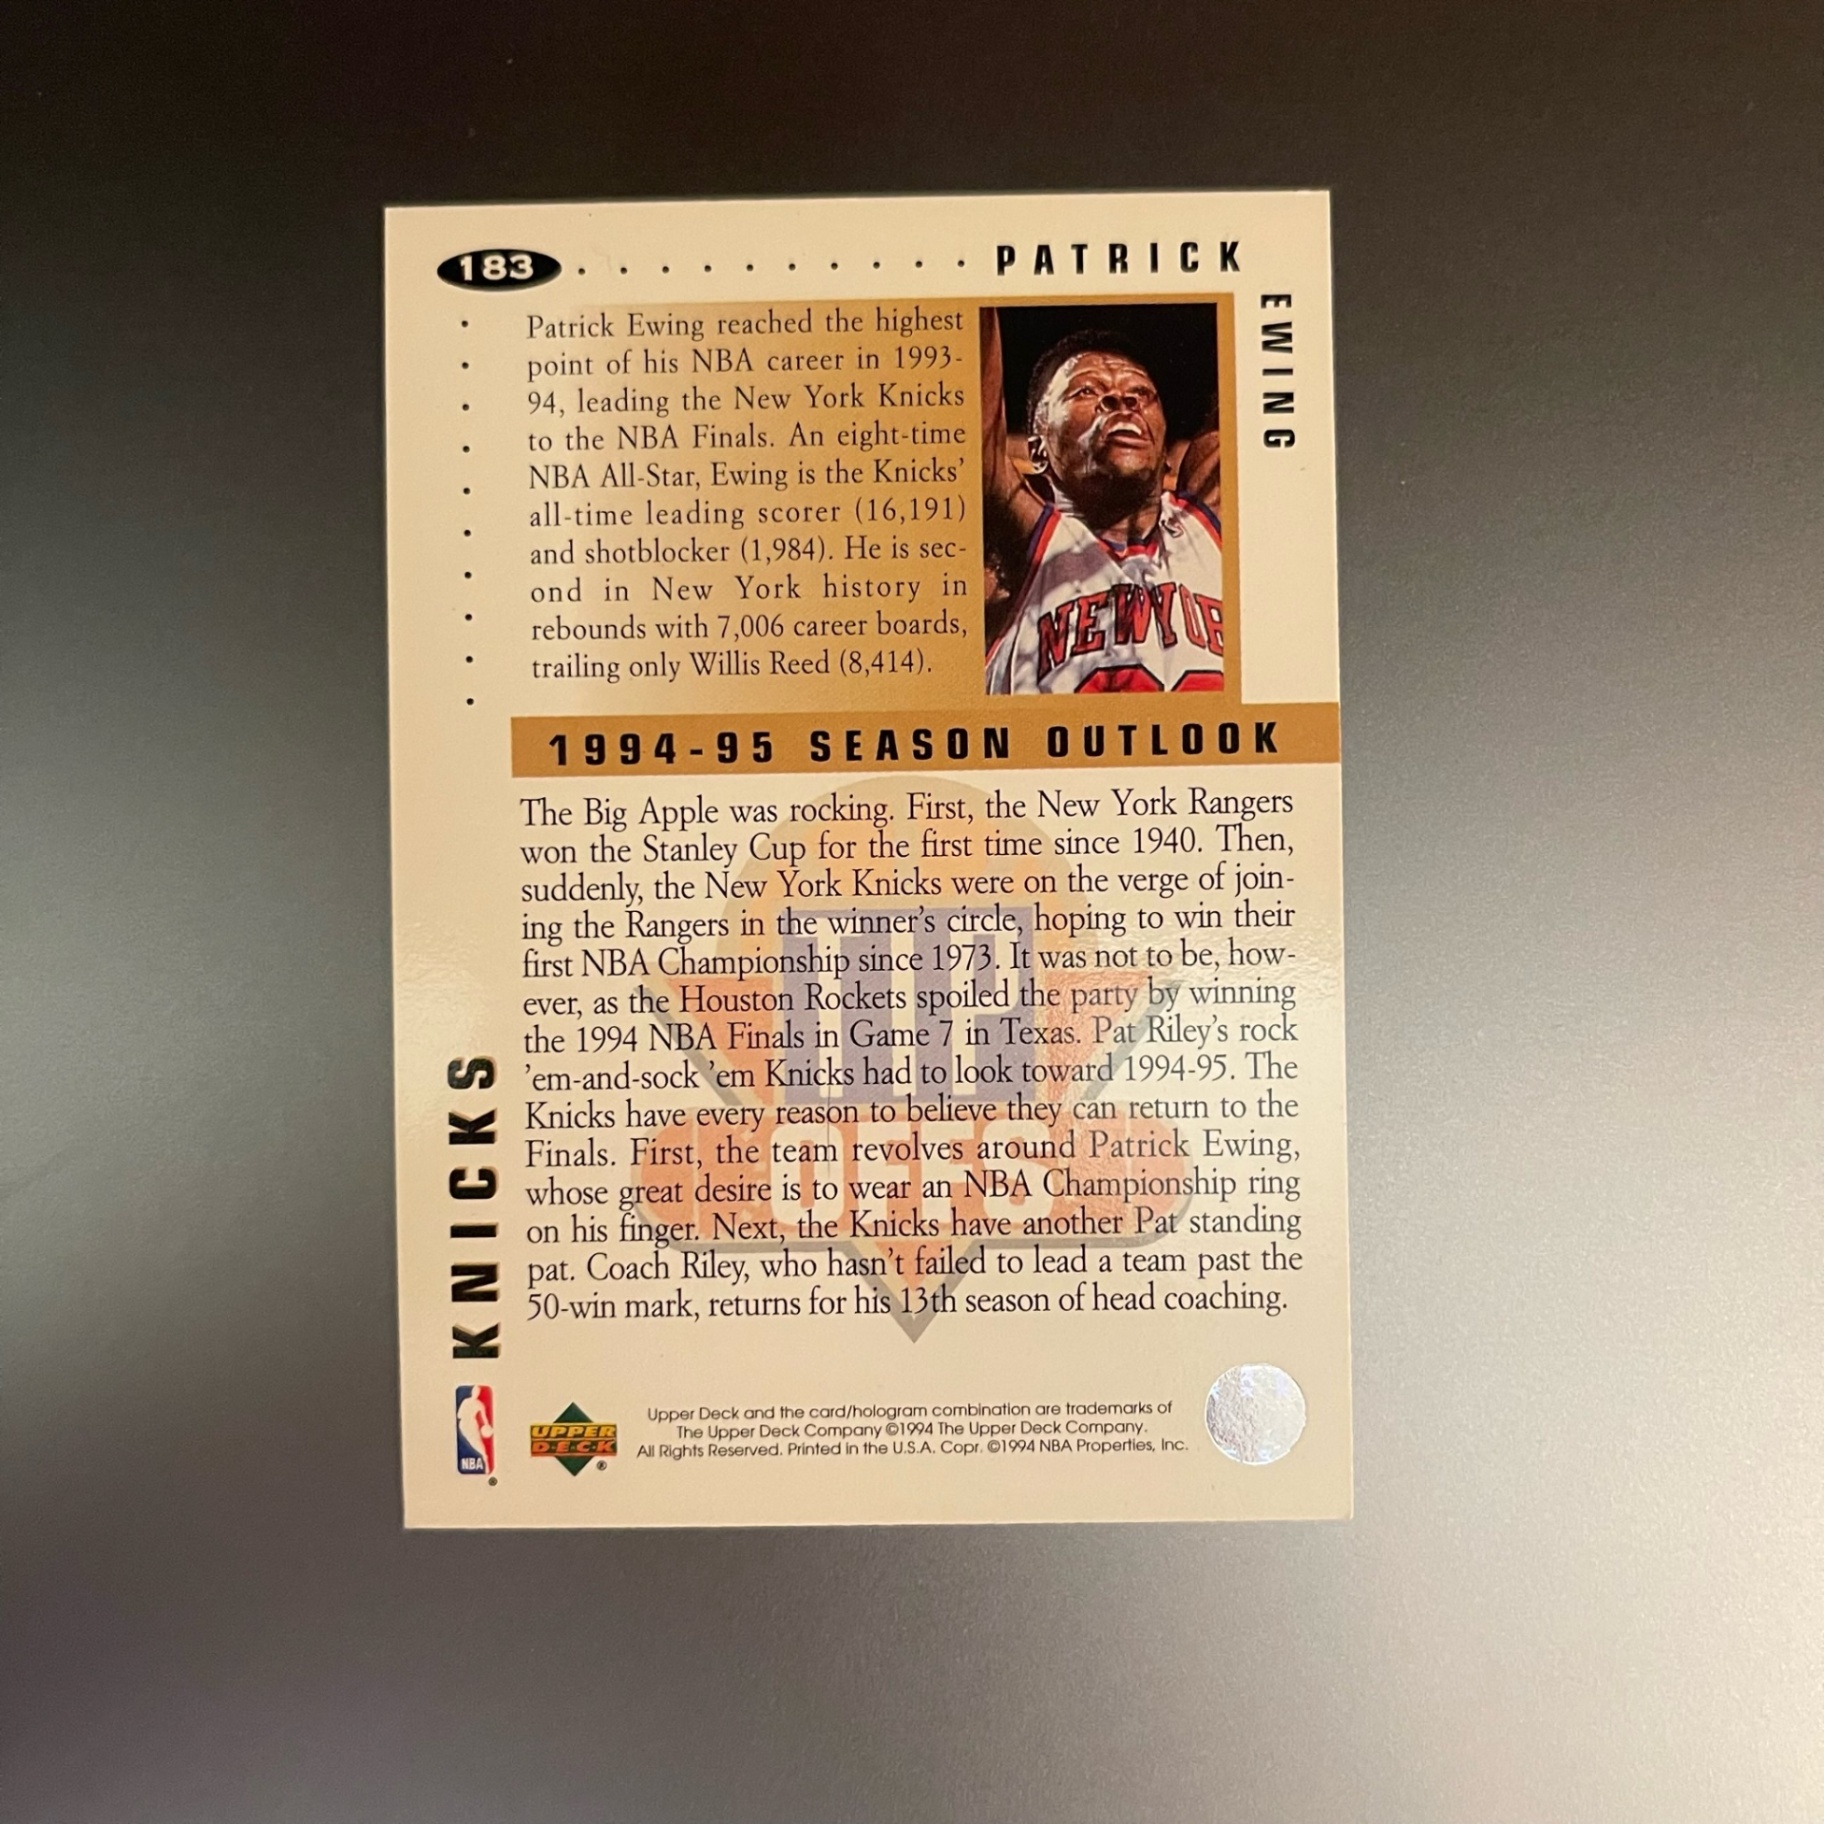 183 PATRICK
EWING
Patrick Ewing reached the highest
point of his NBA career in 1993-
94, leading the New York Knicks
to the NBA Finals. An eight-time
NBA All-Star, Ewing is the Knicks'
all-time leading scorer (16,191)
and shotblocker (1,984). He is sec-
ond in New York history in
rebounds with 7,006 career boards,
trailing only Willis Reed (8,414).
NEW YOR
1994-95 SEASON OUTLOOK
The Big Apple was rocking. First, the New York Rangers
won the Stanley Cup for the first time since 1940. Then,
suddenly, the New York Knicks were on the verge of join-
ing the Rangers in the winner's circle, hoping to win their
first NBA Championship since 1973. It was not to be, how-
ever, as the Houston Rockets spoiled the party by winning
the 1994 NBA Finals in Game 7 in Texas. Pat Riley's rock
'em-and-sock 'em Knicks had to look toward 1994-95. The
Knicks have every reason to believe they can return to the
Finals. First, the team revolves around Patrick Ewing,
whose great desire is to wear an NBA Championship ring
on his finger. Next, the Knicks have another Pat standing
pat. Coach Riley, who hasn't failed to lead a team past the
50-win mark, returns for his 13th season of head coaching.
KNICKS
NBA ®
UPPER
DECK ®
Upper Deck and the card/hologram combination are trademarks of
The Upper Deck Company ©1994 The Upper Deck Company.
All Rights Reserved. Printed in the U.S.A. Copr. ©1994 NBA Properties, Inc.